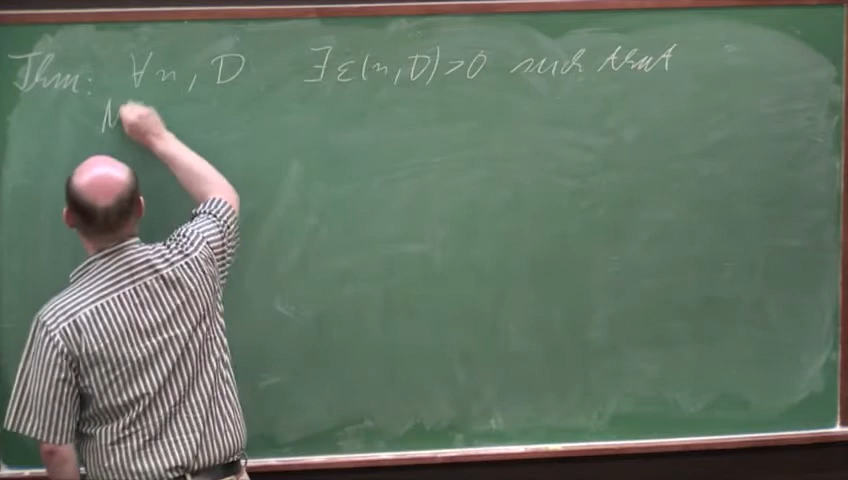 Thm: ∀n, D ∃ε(n,D)>0 such that
M